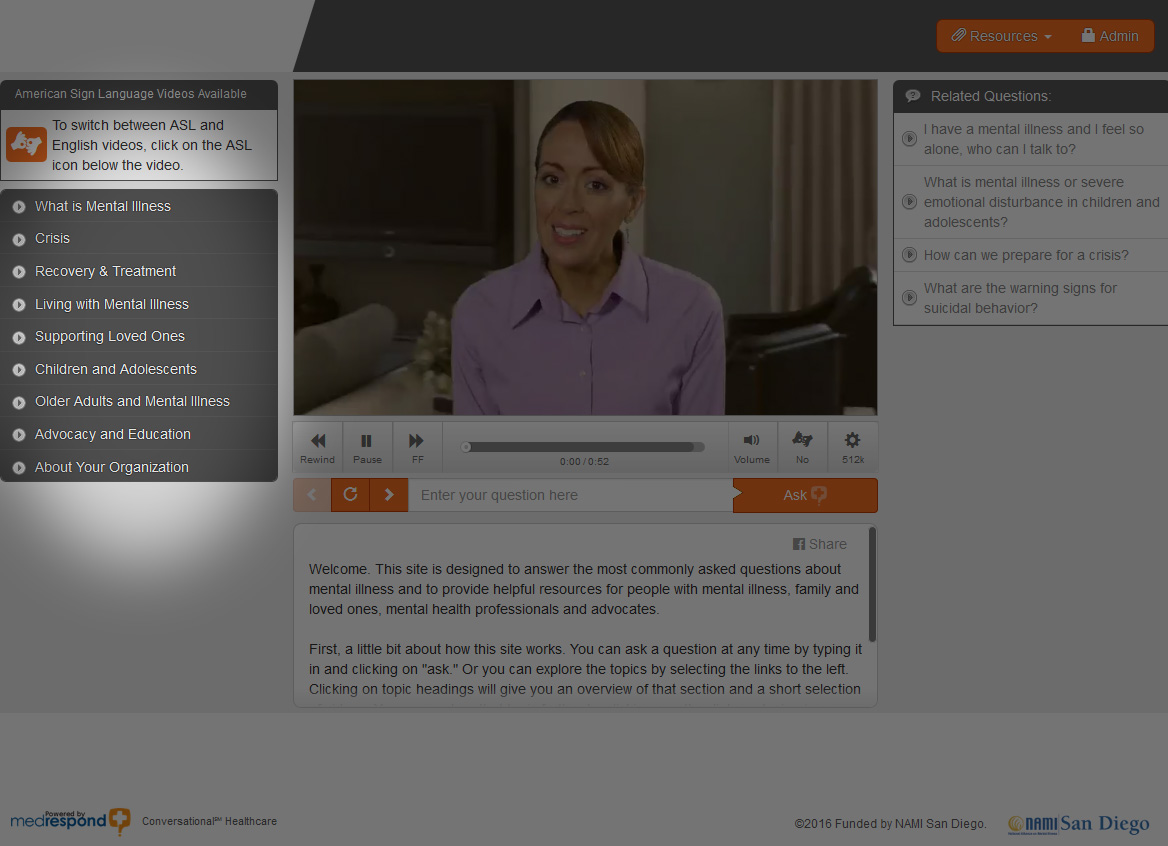 Resources
Admin
American Sign Language Videos Available
To switch between ASL and
English videos, click on the ASL
icon below the video.
What is Mental Illness
Crisis
Recovery & Treatment
Living with Mental Illness
Supporting Loved Ones
Children and Adolescents
Older Adults and Mental Illness
Advocacy and Education
About Your Organization
Rewind
Pause
FF
0:00 / 0:52
Volume
No
512k
Enter your question here
Ask
Share
Welcome. This site is designed to answer the most commonly asked questions about
mental illness and to provide helpful resources for people with mental illness, family and
loved ones, mental health professionals and advocates.
First, a little bit about how this site works. You can ask a question at any time by typing it
in and clicking on "ask." Or you can explore the topics by selecting the links to the left.
Clicking on topic headings will give you an overview of that section and a short selection
Related Questions:
I have a mental illness and I feel so
alone, who can I talk to?
What is mental illness or severe
emotional disturbance in children and
adolescents?
How can we prepare for a crisis?
What are the warning signs for
suicidal behavior?
Powered by
medrespond
Conversational℠ Healthcare
©2016 Funded by NAMI San Diego.
NAMI San Diego